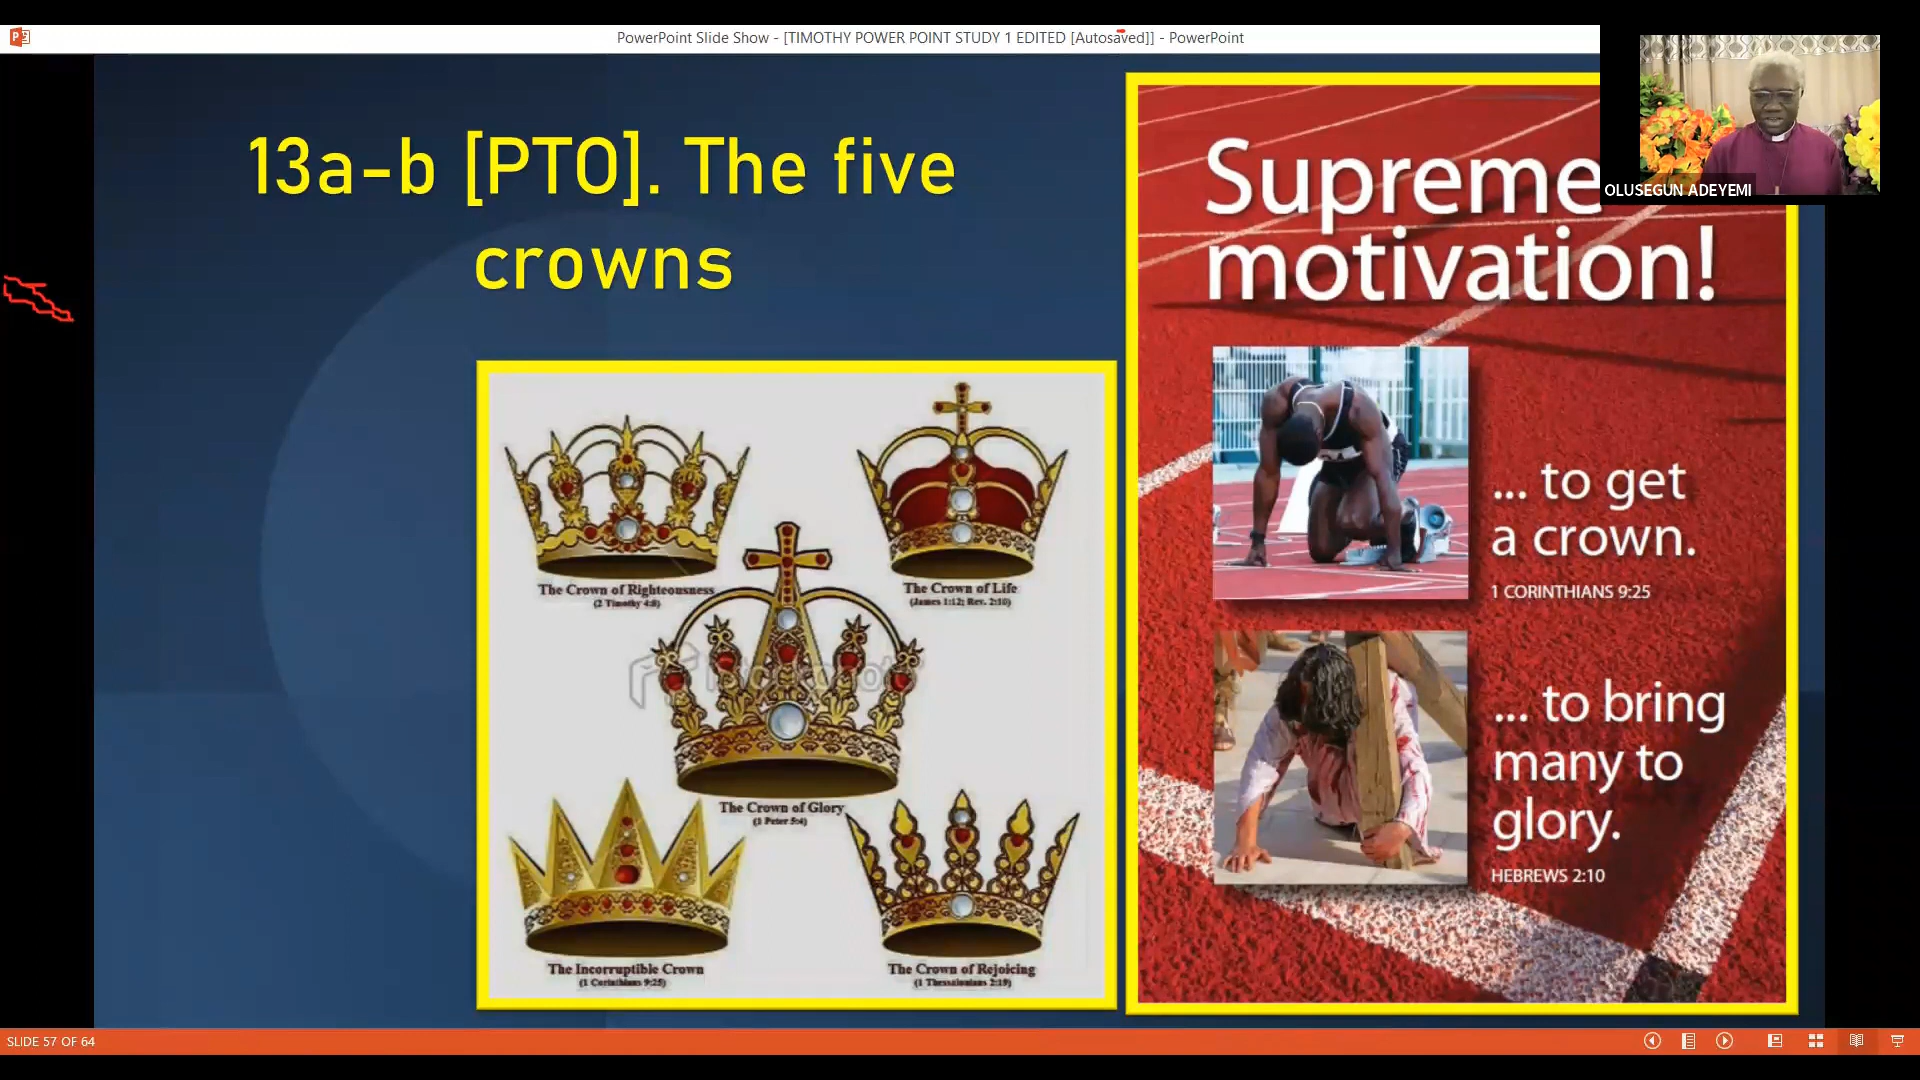 PowerPoint Slide Show - [TIMOTHY POWER POINT STUDY 1 EDITED [Autosaved]] - PowerPoint
OLUSEGUN ADEYEMI
13a-b [PTO]. The five
crowns
The Crown of Righteousness
(2 Timothy 4:8)
The Crown of Life
(James 1:12; Rev. 2:10)
The Crown of Glory
(1 Peter 5:4)
The Incorruptible Crown
(1 Corinthians 9:25)
The Crown of Rejoicing
(1 Thessalonians 2:19)
Supreme
motivation!
... to get
a crown.
1 CORINTHIANS 9:25
... to bring
many to
glory.
HEBREWS 2:10
SLIDE 57 OF 64